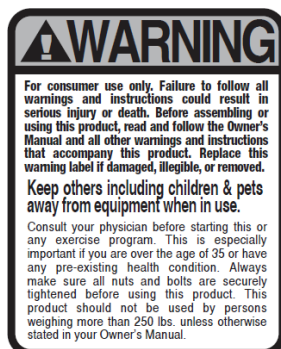 WARNING
For consumer use only. Failure to follow all
warnings and instructions could result in
serious injury or death. Before assembling or
using this product, read and follow the Owner's
Manual and all other warnings and instructions
that accompany this product. Replace this
warning label if damaged, illegible, or removed.
Keep others including children & pets
away from equipment when in use.
Consult your physician before starting this or
any exercise program. This is especially
important if you are over the age of 35 or have
any pre-existing health condition. Always
make sure all nuts and bolts are securely
tightened before using this product. This
product should not be used by persons
weighing more than 250 lbs. unless otherwise
stated in your Owner's Manual.